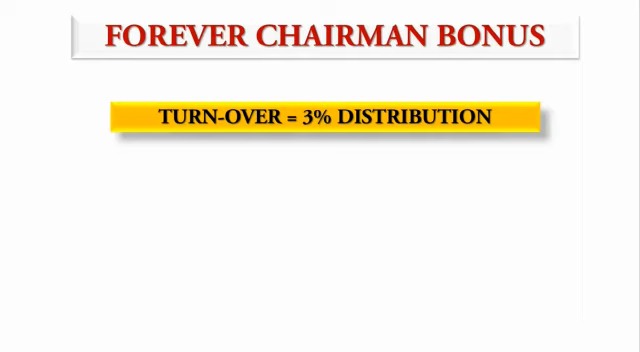 FOREVER CHAIRMAN BONUS
TURN-OVER = 3% DISTRIBUTION